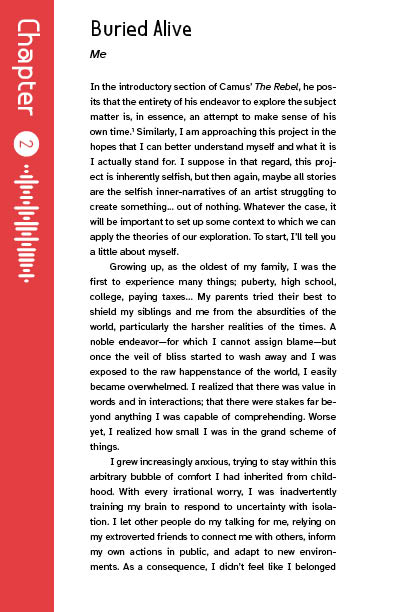 Chapter 2
Buried Alive
Me
In the introductory section of Camus’ The Rebel, he pos-
its that the entirety of his endeavor to explore the subject
matter is, in essence, an attempt to make sense of his
own time.¹ Similarly, I am approaching this project in the
hopes that I can better understand myself and what it is
I actually stand for. I suppose in that regard, this proj-
ect is inherently selfish, but then again, maybe all stories
are the selfish inner-narratives of an artist struggling to
create something... out of nothing. Whatever the case, it
will be important to set up some context to which we can
apply the theories of our exploration. To start, I’ll tell you
a little about myself.
Growing up, as the oldest of my family, I was the
first to experience many things; puberty, high school,
college, paying taxes... My parents tried their best to
shield my siblings and me from the absurdities of the
world, particularly the harsher realities of the times. A
noble endeavor—for which I cannot assign blame—but
once the veil of bliss started to wash away and I was
exposed to the raw happenstance of the world, I easily
became overwhelmed. I realized that there was value in
words and in interactions; that there were stakes far be-
yond anything I was capable of comprehending. Worse
yet, I realized how small I was in the grand scheme of
things.
I grew increasingly anxious, trying to stay within this
arbitrary bubble of comfort I had inherited from child-
hood. With every irrational worry, I was inadvertently
training my brain to respond to uncertainty with isola-
tion. I let other people do my talking for me, relying on
my extroverted friends to connect me with others, inform
my own actions in public, and adapt to new environ-
ments. As a consequence, I didn’t feel like I belonged